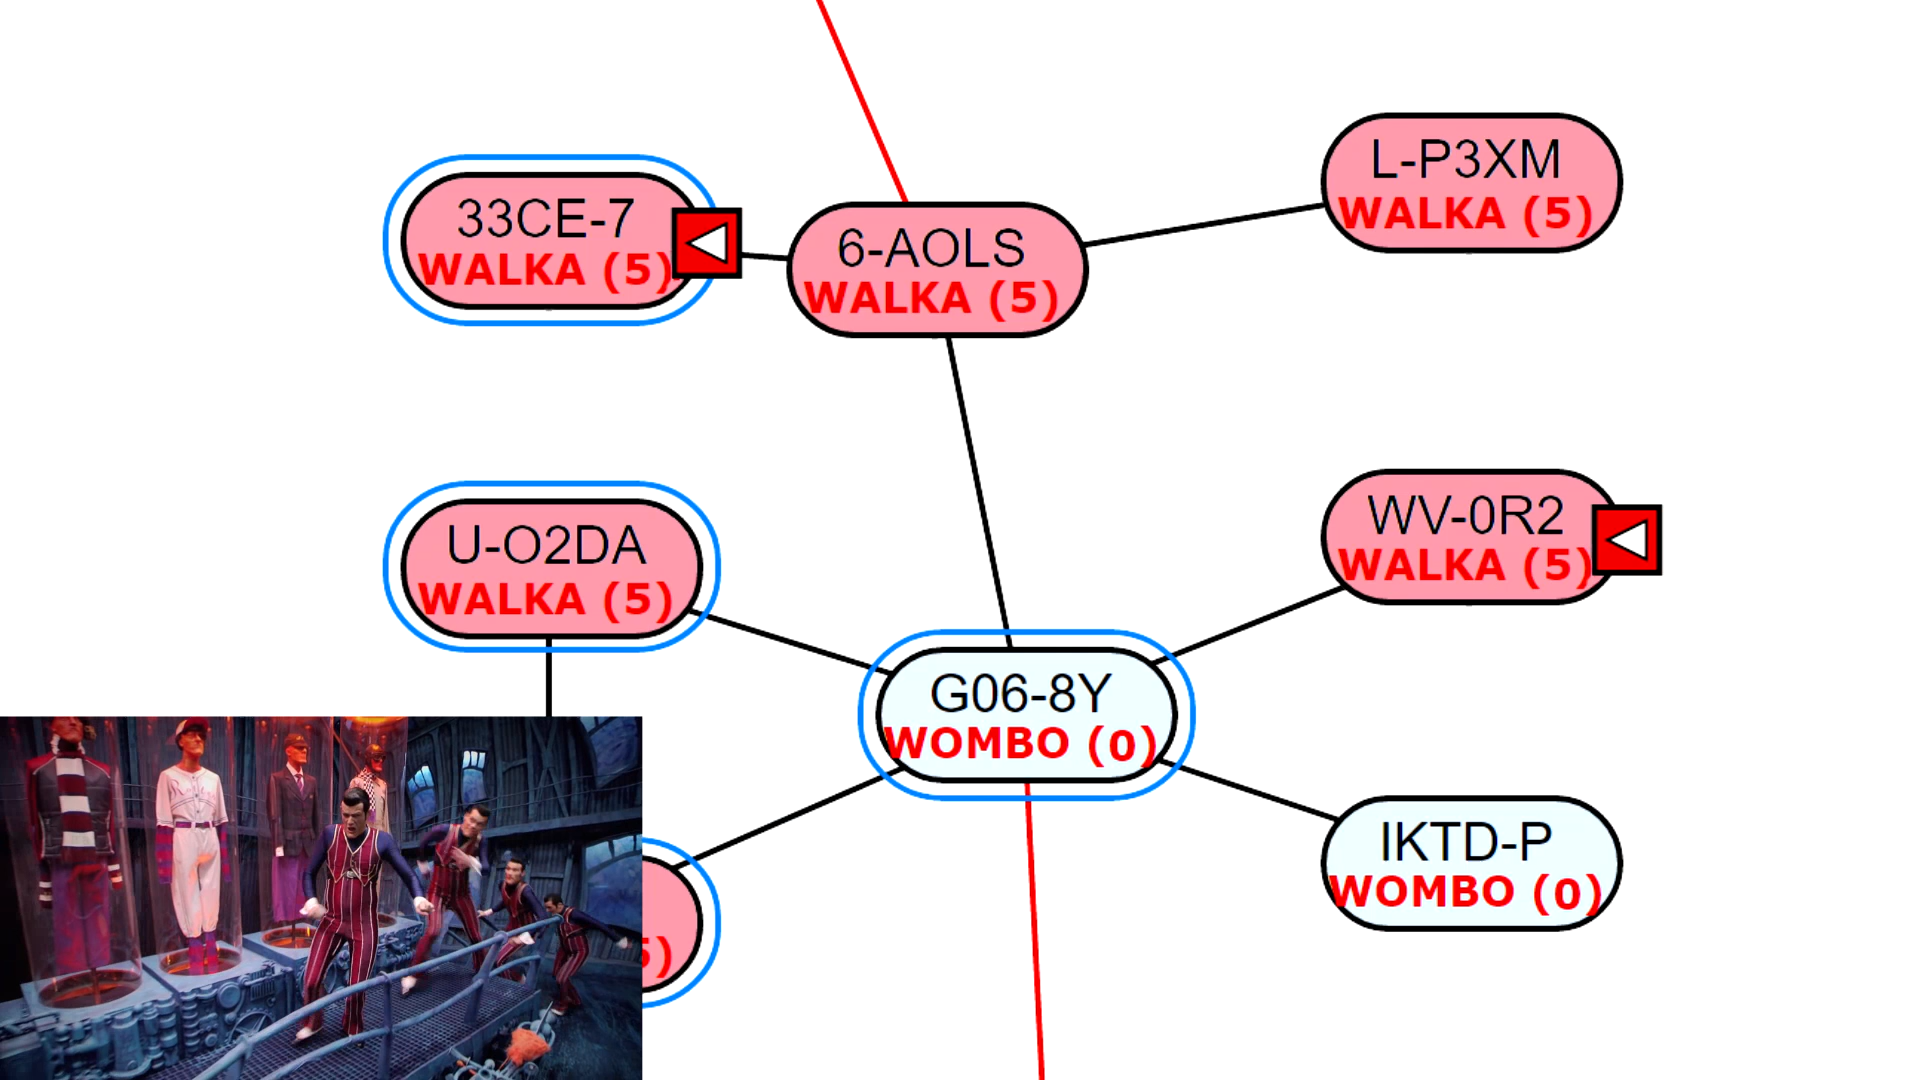 33CE-7
WALKA (5)
6-AOLS
WALKA (5)
L-P3XM
WALKA (5)
U-O2DA
WALKA (5)
WV-0R2
WALKA (5)
G06-8Y
WOMBO (0)
IKTD-P
WOMBO (0)
5)